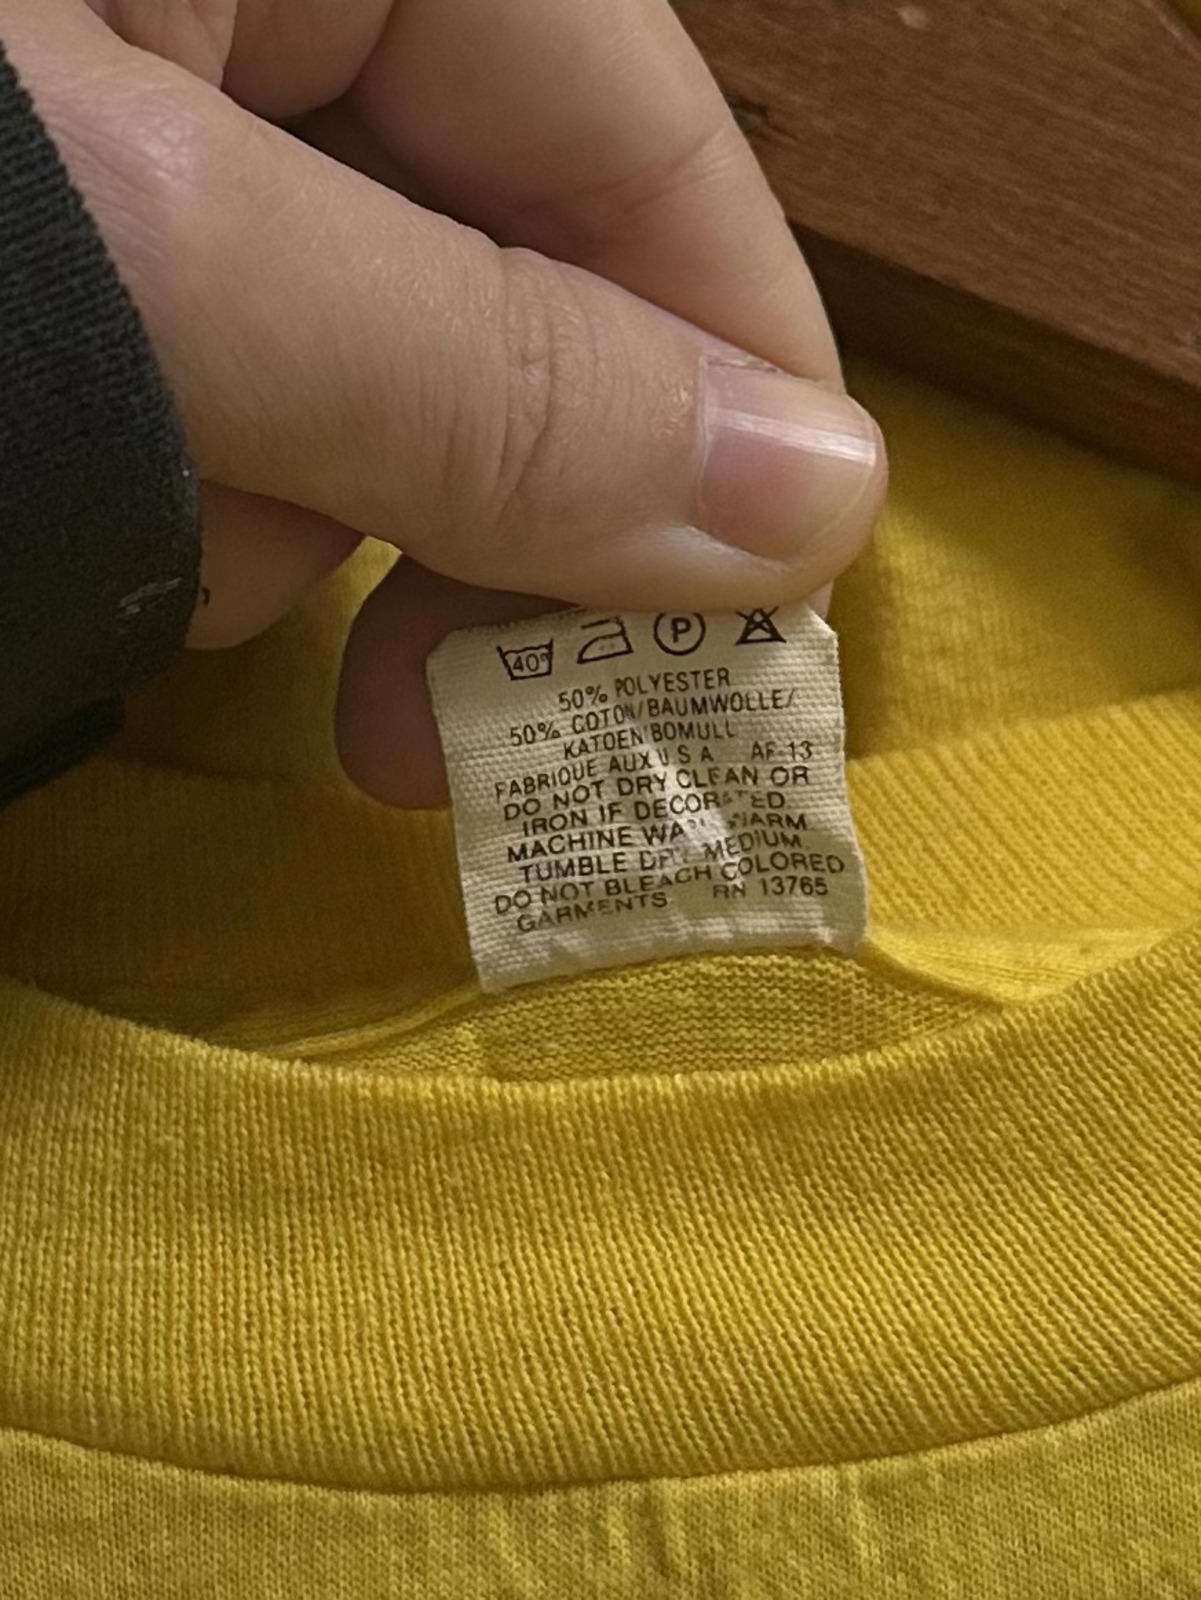 40° P
50% POLYESTER
50% COTON/BAUMWOLLE/
KATOEN BOMULL
FABRIQUE AUX U.S.A AF-13
DO NOT DRY CLEAN OR
IRON IF DECORATED
MACHINE WASH WARM
TUMBLE DRY MEDIUM
DO NOT BLEACH COLORED
GARMENTS RN 13765